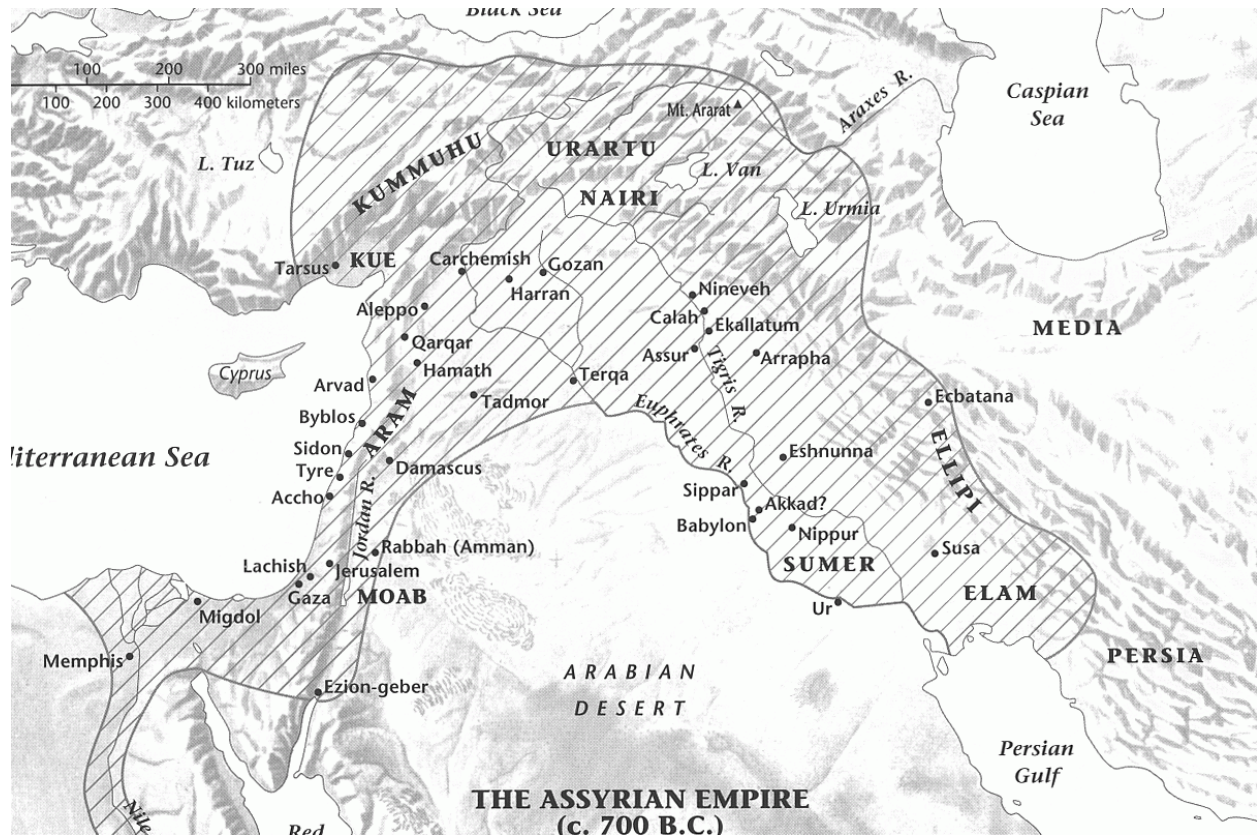 Black Sea
100 200 300 miles
100 200 300 400 kilometers
Araxes R.
Caspian
Sea
Mt. Ararat
L. Tuz
KUMMUHU
URARTU
L. Van
NAIRI
L. Urmia
Tarsus
KUE
Carchemish
Gozan
Harran
Nineveh
Aleppo
Calah
Ekallatum
MEDIA
Qarqar
Assur
Arrapha
Tigris R.
Hamath
Cyprus
Arvad
Terqa
Tadmor
Ecbatana
Byblos
ARAM
Euphrates R.
ELLIPI
Sidon
Eshnunna
iterranean Sea
Tyre
Damascus
Accho
Jordan R.
Sippar
Akkad?
Babylon
Nippur
Rabbah (Amman)
Susa
Lachish
Jerusalem
SUMER
Gaza
MOAB
ELAM
Migdol
Ur
Memphis
PERSIA
Ezion-geber
ARABIAN
DESERT
Persian
Gulf
Nile
Red
THE ASSYRIAN EMPIRE
(c. 700 B.C.)